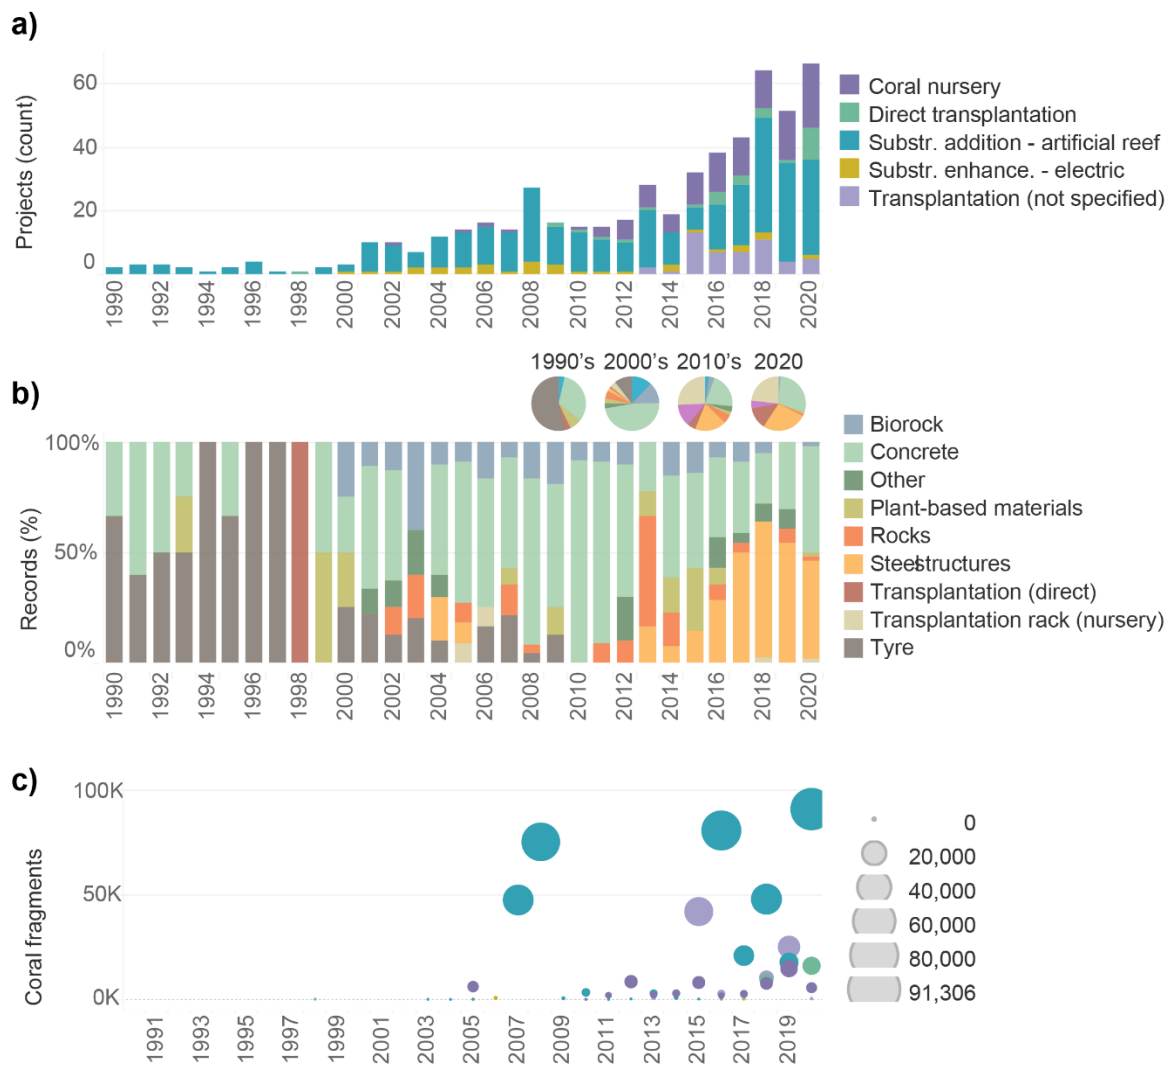 a)
Projects (count)
60
40
20
0
1990
1992
1994
1996
1998
2000
2002
2004
2006
2008
2010
2012
2014
2016
2018
2020
Coral nursery
Direct transplantation
Substr. addition - artificial reef
Substr. enhance. - electric
Transplantation (not specified)
1990's 2000's 2010's 2020
b)
Records (%)
100%
50%
0%
1990
1992
1994
1996
1998
2000
2002
2004
2006
2008
2010
2012
2014
2016
2018
2020
Biorock
Concrete
Other
Plant-based materials
Rocks
Steelstructures
Transplantation (direct)
Transplantation rack (nursery)
Tyre
c)
Coral fragments
100K
50K
0K
1991
1993
1995
1997
1999
2001
2003
2005
2007
2009
2011
2013
2015
2017
2019
0
20,000
40,000
60,000
80,000
91,306